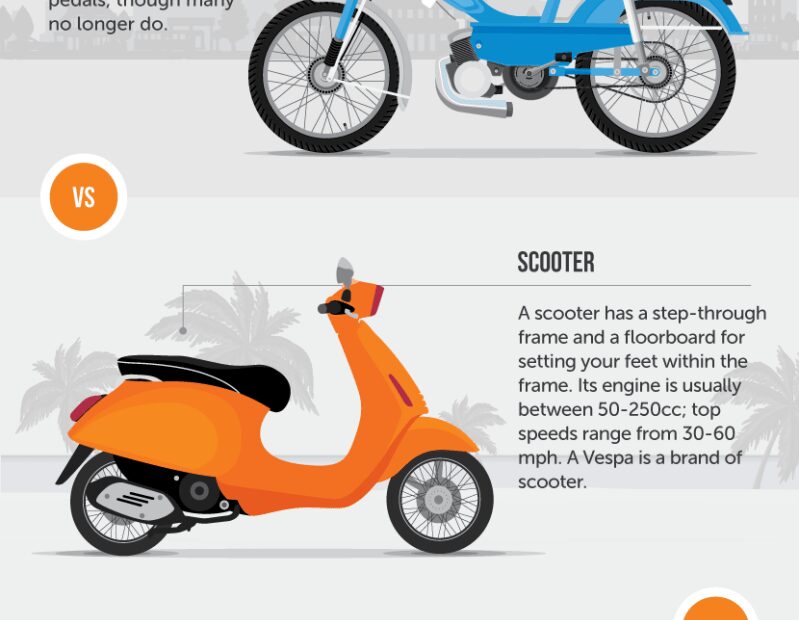 pedals, though many
no longer do.
VS
SCOOTER
A scooter has a step-through
frame and a floorboard for
setting your feet within the
frame. Its engine is usually
between 50-250cc; top
speeds range from 30-60
mph. A Vespa is a brand of
scooter.